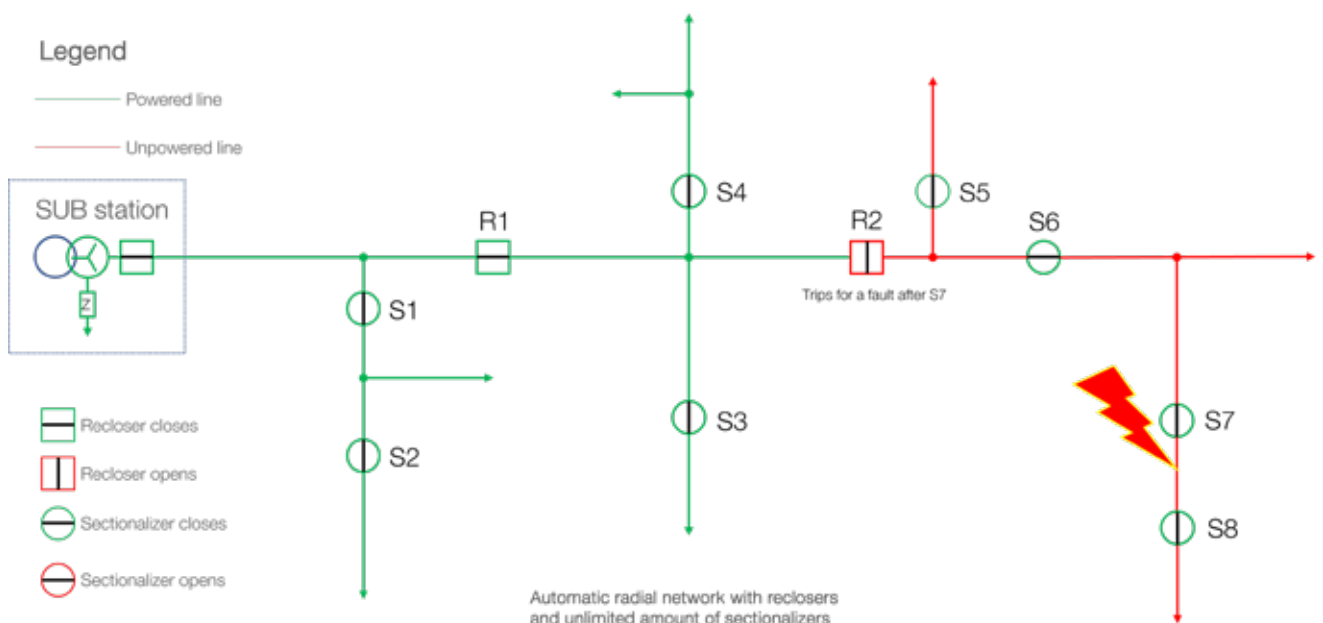 Legend
Powered line
Unpowered line
SUB station
Z
R1
S4
R2
S5
S6
Trips for a fault after S7
S1
S2
S3
S7
S8
Recloser closes
Recloser opens
Sectionalizer closes
Sectionalizer opens
Automatic radial network with reclosers
and unlimited amount of sectionalizers